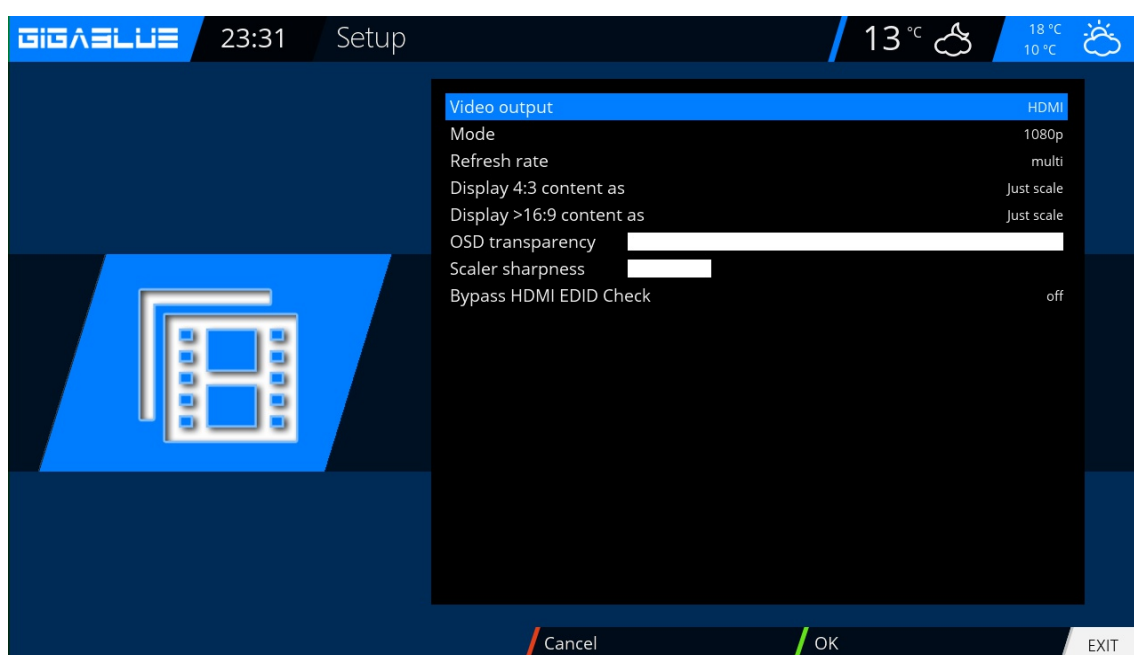 GIGABLUE 23:31 Setup 13 °C 18 °C
10 °C
Video output HDMI
Mode 1080p
Refresh rate multi
Display 4:3 content as Just scale
Display >16:9 content as Just scale
OSD transparency
Scaler sharpness
Bypass HDMI EDID Check off
Cancel OK EXIT